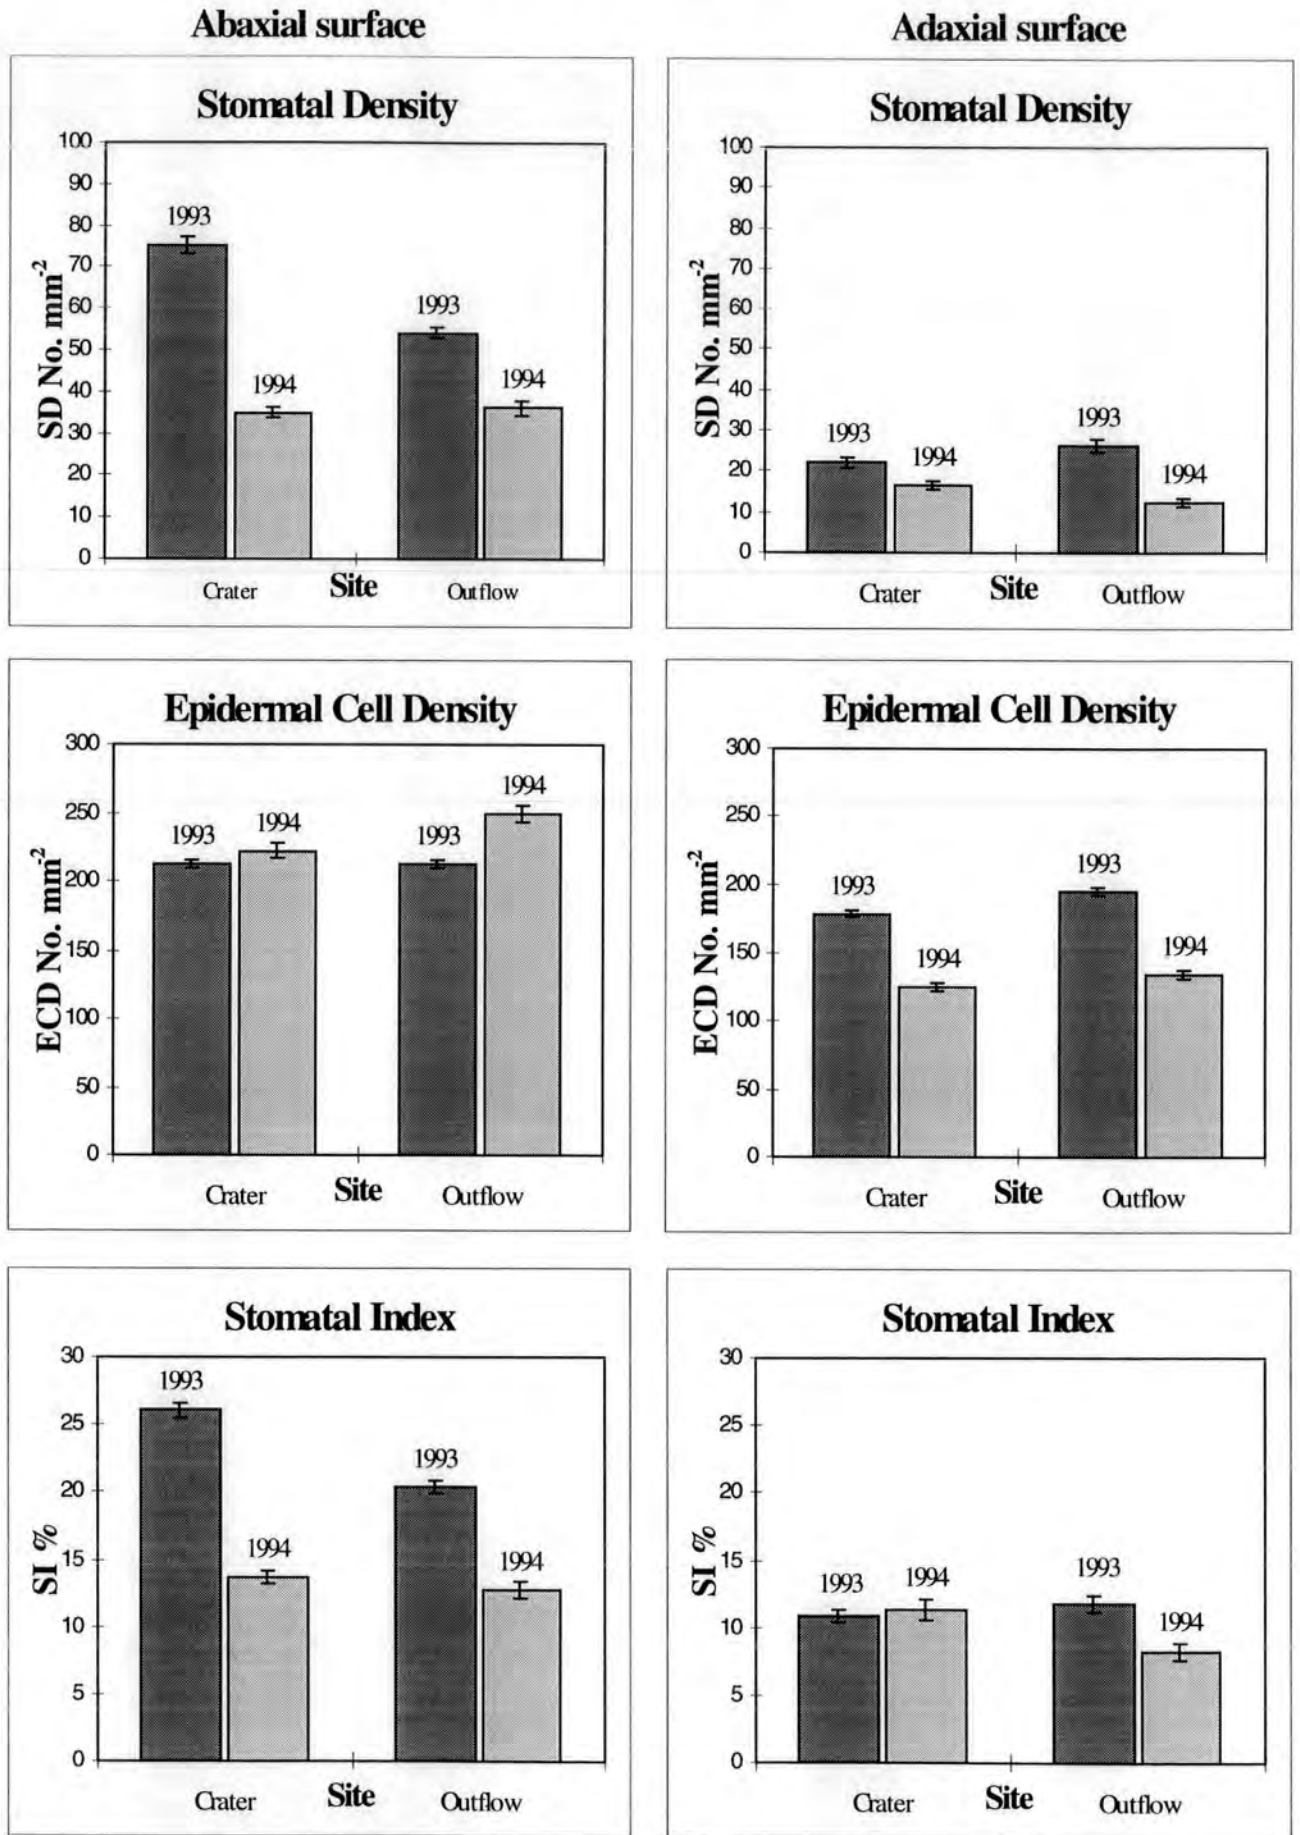 Abaxial surface
Stomatal Density
100
90
80
70
60
50
40
30
20
10
0
SD No. mm-2
1993
1994
1993
1994
Crater
Site
Outflow
Adaxial surface
Stomatal Density
100
90
80
70
60
50
40
30
20
10
0
SD No. mm-2
1993
1994
1993
1994
Crater
Site
Outflow
Epidermal Cell Density
300
250
200
150
100
50
0
ECD No. mm-2
1993
1994
1993
1994
Crater
Site
Outflow
Epidermal Cell Density
300
250
200
150
100
50
0
ECD No. mm-2
1993
1994
1993
1994
Crater
Site
Outflow
Stomatal Index
30
25
20
15
10
5
0
SI %
1993
1994
1993
1994
Crater
Site
Outflow
Stomatal Index
30
25
20
15
10
5
0
SI %
1993
1994
1993
1994
Crater
Site
Outflow